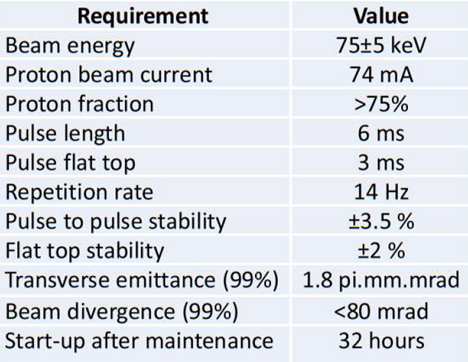 Requirement Value
Beam energy 75±5 keV
Proton beam current 74 mA
Proton fraction >75%
Pulse length 6 ms
Pulse flat top 3 ms
Repetition rate 14 Hz
Pulse to pulse stability ±3.5 %
Flat top stability ±2 %
Transverse emittance (99%) 1.8 pi.mm.mrad
Beam divergence (99%) <80 mrad
Start-up after maintenance 32 hours